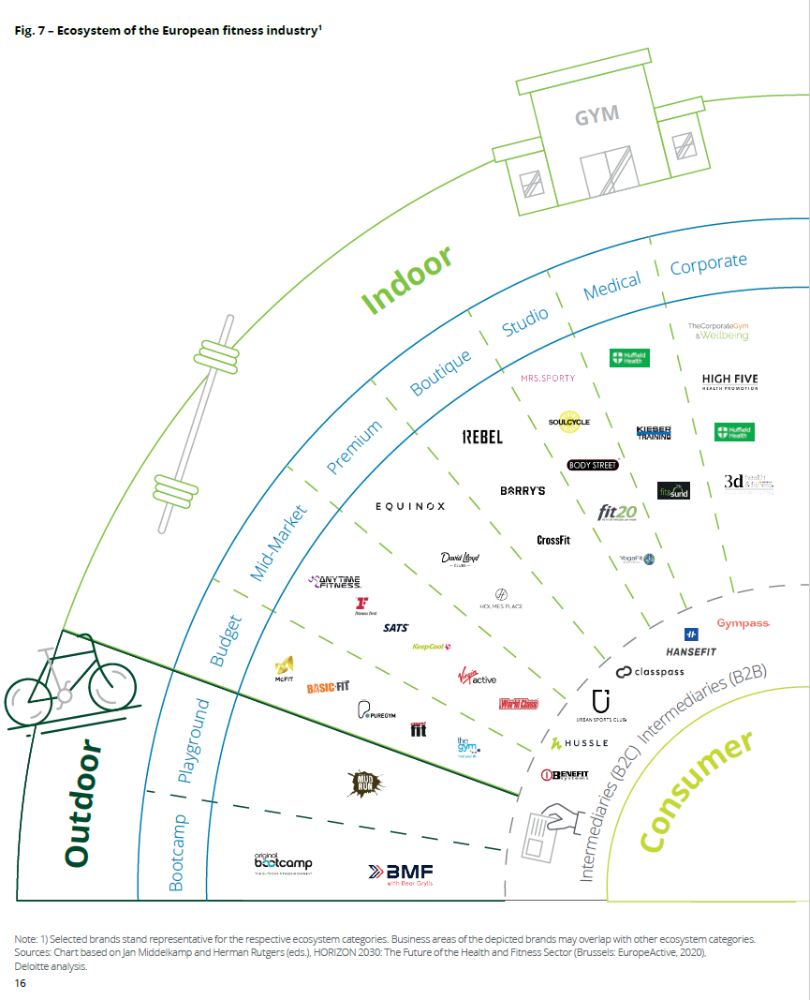 Fig. 7 – Ecosystem of the European fitness industry¹
GYM
Indoor
Corporate
Medical
Studio
Boutique
Premium
Mid-Market
Budget
Playground
Bootcamp
Outdoor
TheCorporateGym
&Wellbeing
HIGH FIVE
HEALTH PROMOTION
Nuffield
Health
3d health
& fitness
Nuffield
Health
KIESER
TRAINING
YogaFit
MRS.SPORTY
SOULCYCLE
BODY STREET
fit20
1REBEL
BARRY'S
CrossFit
EQUINOX
David Lloyd
CLUBS
HOLMES PLACE
ANYTIME
FITNESS
fitness first
SATS
KeepCool
Virgin
active
World Class
McFIT
BASIC-FIT
PUREGYM
fit
the
gym
MUD
RUN
original
bootcamp
BMF
with Bear Grylls
Gympass
HANSEFIT
classpass
URBAN SPORTS CLUB
HUSSLE
BENEFIT
Systems
Intermediaries (B2C) Intermediaries (B2B)
Consumer
Note: 1) Selected brands stand representative for the respective ecosystem categories. Business areas of the depicted brands may overlap with other ecosystem categories.
Sources: Chart based on Jan Middelkamp and Herman Rutgers (eds.), HORIZON 2030: The Future of the Health and Fitness Sector (Brussels: EuropeActive, 2020),
Deloitte analysis.
16